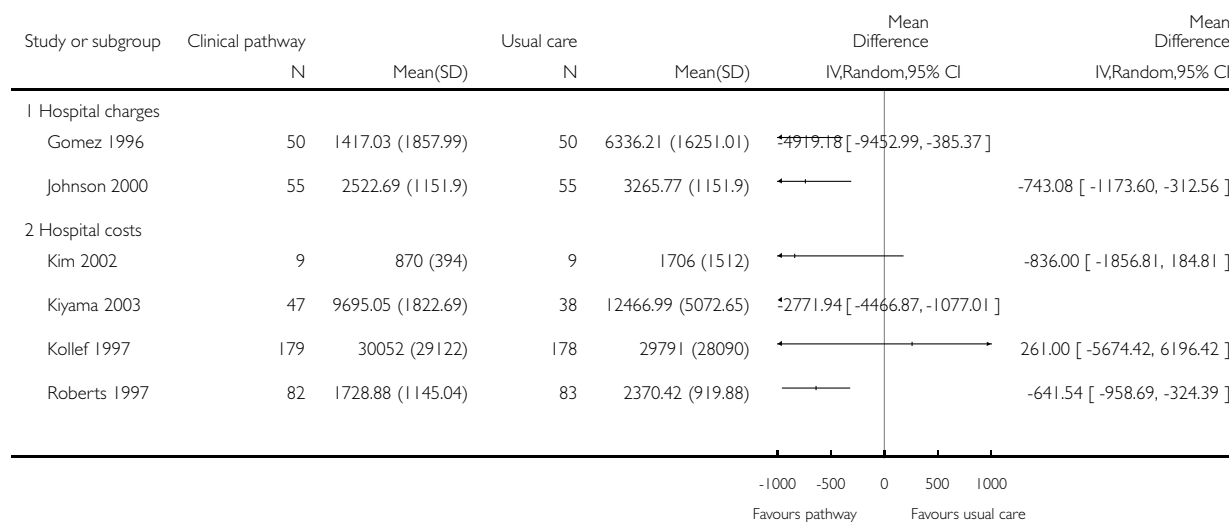 Mean Mean
Study or subgroup Clinical pathway Usual care Difference Difference
N Mean(SD) N Mean(SD) IV,Random,95% CI IV,Random,95% CI
1 Hospital charges
Gomez 1996 50 1417.03 (1857.99) 50 6336.21 (16251.01) -4919.18 [ -9452.99, -385.37 ]
Johnson 2000 55 2522.69 (1151.9) 55 3265.77 (1151.9) -743.08 [ -1173.60, -312.56 ]
2 Hospital costs
Kim 2002 9 870 (394) 9 1706 (1512) -836.00 [ -1856.81, 184.81 ]
Kiyama 2003 47 9695.05 (1822.69) 38 12466.99 (5072.65) -2771.94 [ -4466.87, -1077.01 ]
Kollef 1997 179 30052 (29122) 178 29791 (28090) 261.00 [ -5674.42, 6196.42 ]
Roberts 1997 82 1728.88 (1145.04) 83 2370.42 (919.88) -641.54 [ -958.69, -324.39 ]
-1000 -500 0 500 1000
Favours pathway Favours usual care